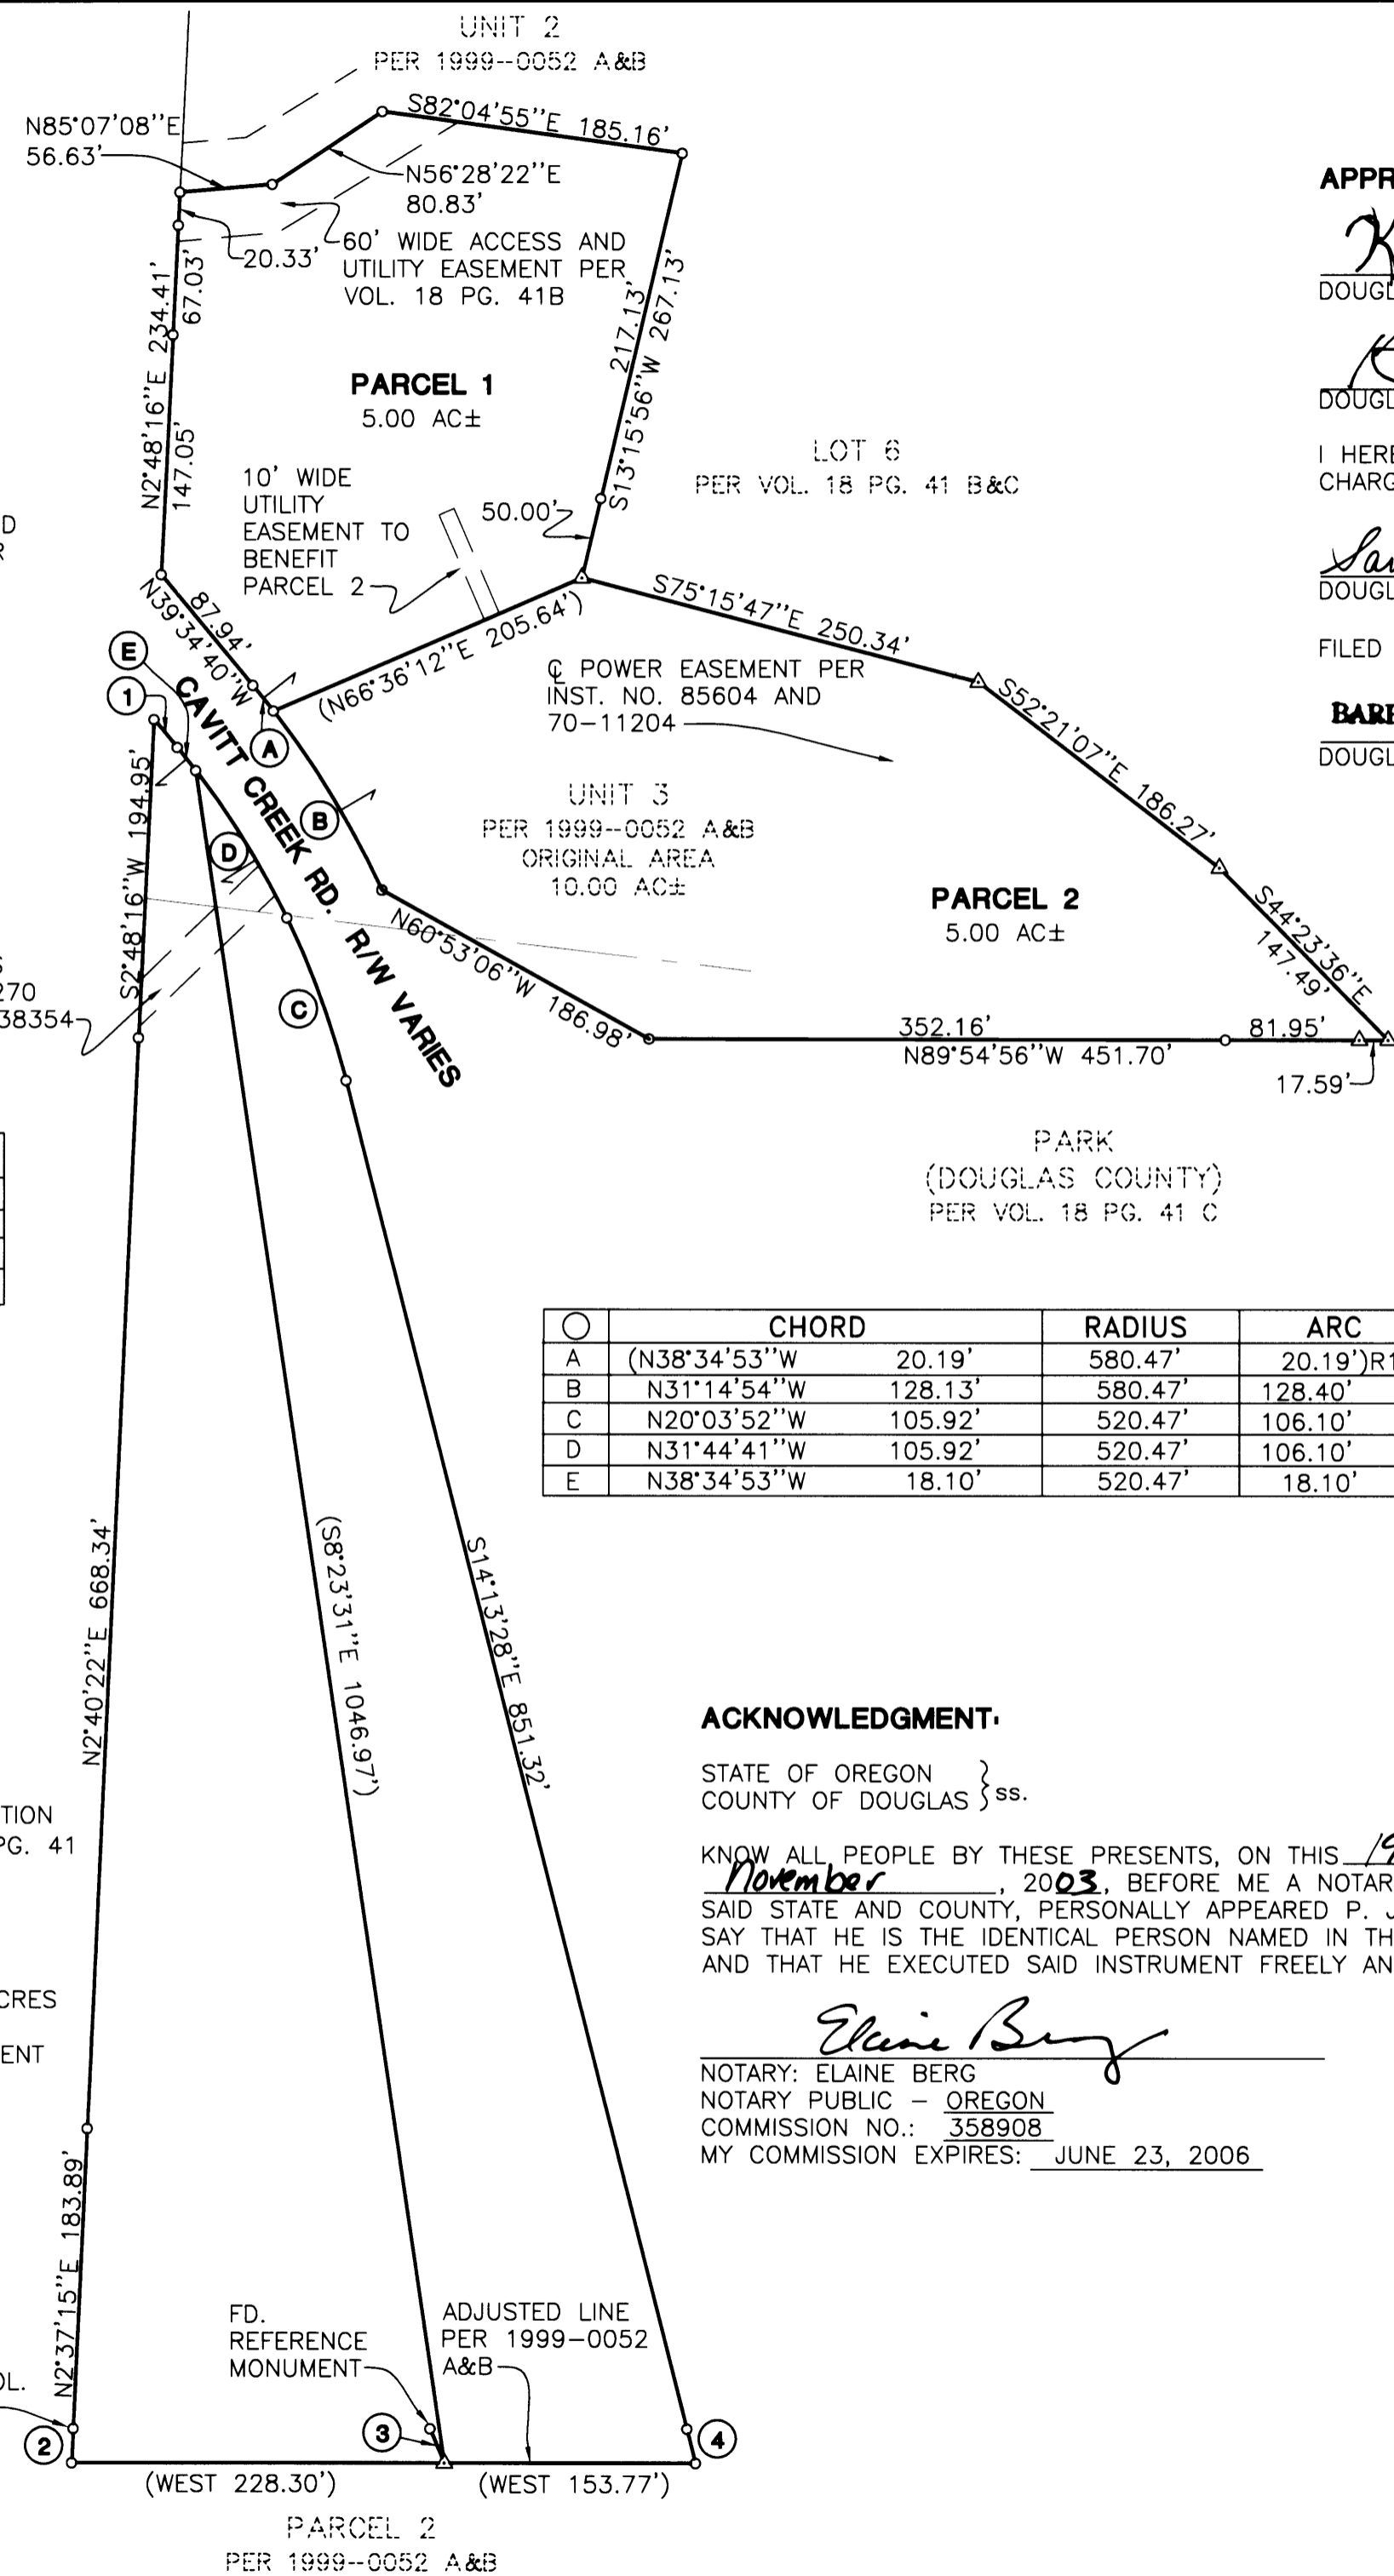 UNIT 2
PER 1999--0052 A&B
N85°07'08"E
56.63'
S82°04'55"E 185.16'
N56°28'22"E
80.83'
20.33'
60' WIDE ACCESS AND
UTILITY EASEMENT PER
VOL. 18 PG. 41B
N2°48'16"E 234.41'
67.03'
147.05'
217.13'
S13°15'56"W 267.13'
PARCEL 1
5.00 AC±
APPR
DOUGL
DOUGL
I HERE
CHARG
DOUGL
FILED
BARB
DOUGL
LOT 6
PER VOL. 18 PG. 41 B&C
10' WIDE
UTILITY
EASEMENT TO
BENEFIT
PARCEL 2
50.00'
D
R
87.94'
N39°34'40"W
(N66°36'12"E 205.64')
S75°15'47"E 250.34'
E
1
A
B
D
C
CAVITT CREEK RD. R/W VARIES
℄ POWER EASEMENT PER
INST. NO. 85604 AND
70-11204
S52°21'07"E 186.27'
S2°48'16"W 194.95'
UNIT 3
PER 1999--0052 A&B
ORIGINAL AREA
10.00 AC±
PARCEL 2
5.00 AC±
S44°23'36"E
147.49'
N60°53'06"W 186.98'
S
270
38354
352.16'
81.95'
N89°54'56"W 451.70'
17.59'
PARK
(DOUGLAS COUNTY)
PER VOL. 18 PG. 41 C
CHORD RADIUS ARC
A (N38°34'53"W 20.19' 580.47' 20.19')R1
B N31°14'54"W 128.13' 580.47' 128.40'
C N20°03'52"W 105.92' 520.47' 106.10'
D N31°44'41"W 105.92' 520.47' 106.10'
E N38°34'53"W 18.10' 520.47' 18.10'
N2°40'22"E 668.34'
(S8°23'31"E 1046.97')
S14°13'28"E 851.32'
TION
PG. 41
CRES
ENT
ACKNOWLEDGMENT:
STATE OF OREGON
COUNTY OF DOUGLAS } ss.
KNOW ALL PEOPLE BY THESE PRESENTS, ON THIS 19
November, 2003, BEFORE ME A NOTAR
SAID STATE AND COUNTY, PERSONALLY APPEARED P. J
SAY THAT HE IS THE IDENTICAL PERSON NAMED IN TH
AND THAT HE EXECUTED SAID INSTRUMENT FREELY AN
Elaine Berg
NOTARY: ELAINE BERG
NOTARY PUBLIC - OREGON
COMMISSION NO.: 358908
MY COMMISSION EXPIRES: JUNE 23, 2006
N2°37'15"E 183.89'
FD.
REFERENCE
MONUMENT
ADJUSTED LINE
PER 1999-0052
A&B
OL.
2
3
4
(WEST 228.30')
(WEST 153.77')
PARCEL 2
PER 1999--0052 A&B